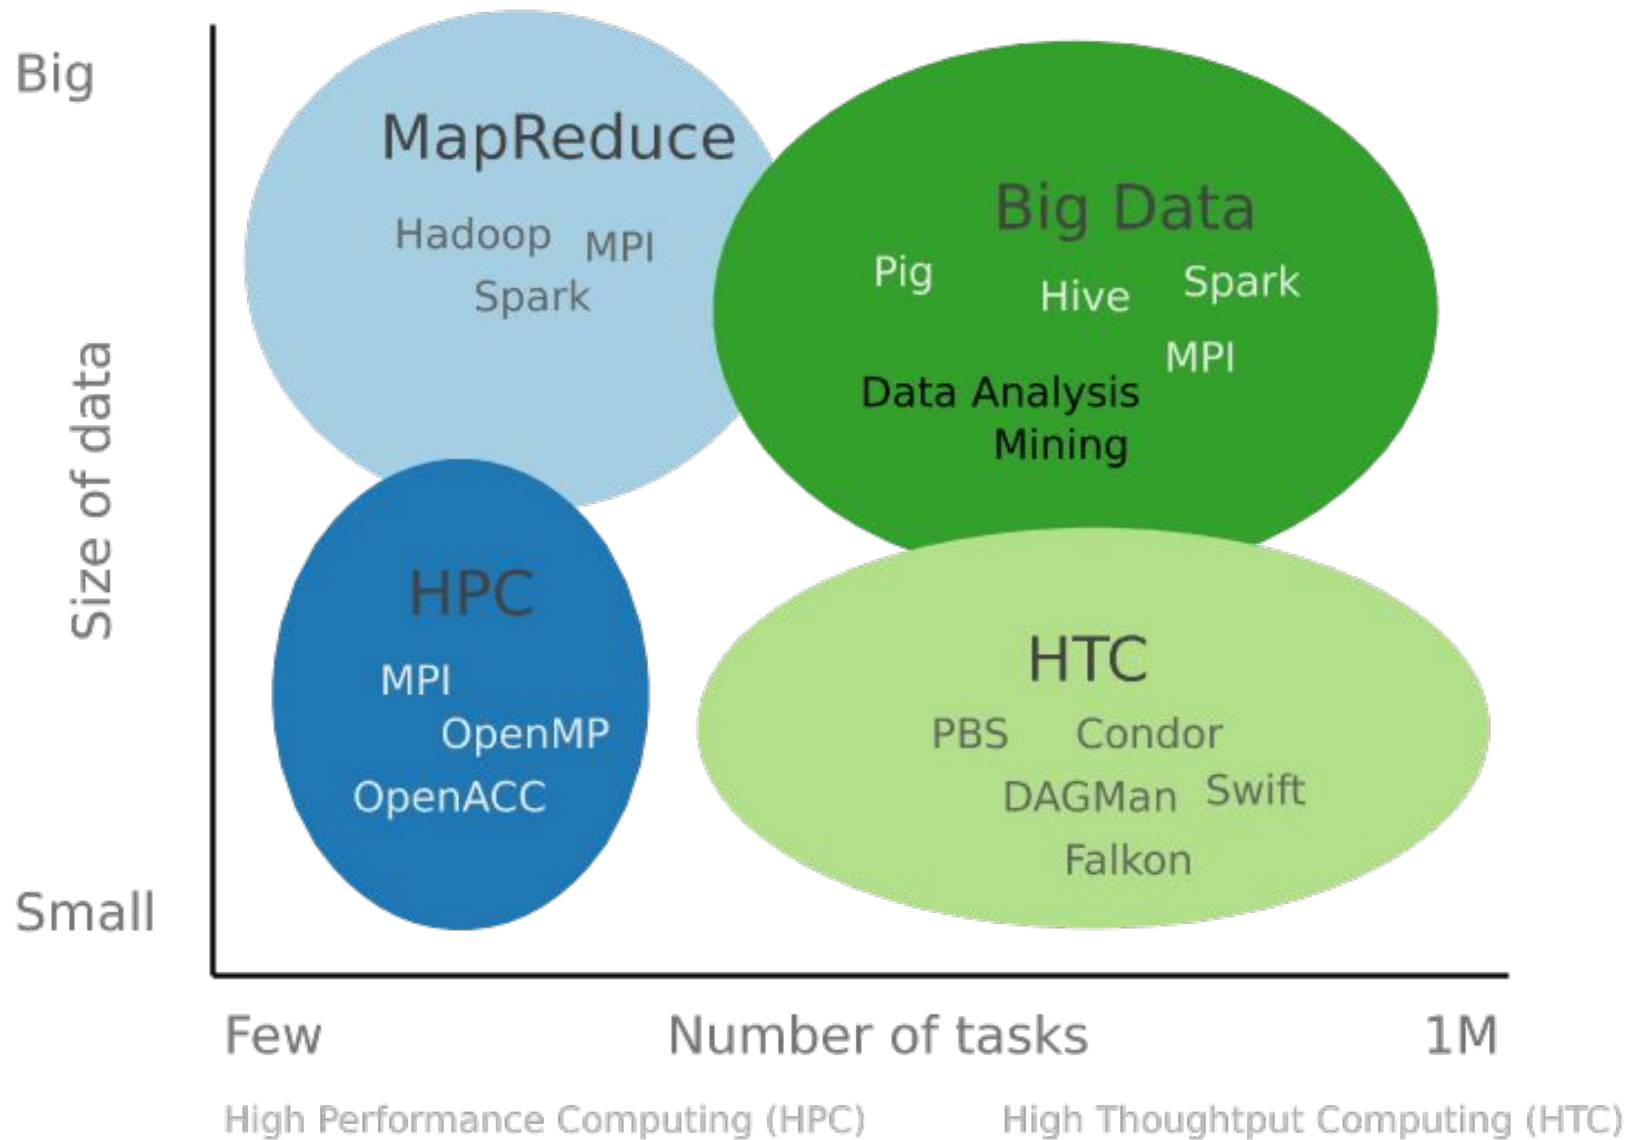 Big
MapReduce
Hadoop MPI
Spark
Big Data
Pig Hive Spark
MPI
Data Analysis
Mining
Size of data
HPC
MPI
OpenMP
OpenACC
HTC
PBS Condor
DAGMan Swift
Falkon
Small
Few Number of tasks 1M
High Performance Computing (HPC) High Thoughtput Computing (HTC)